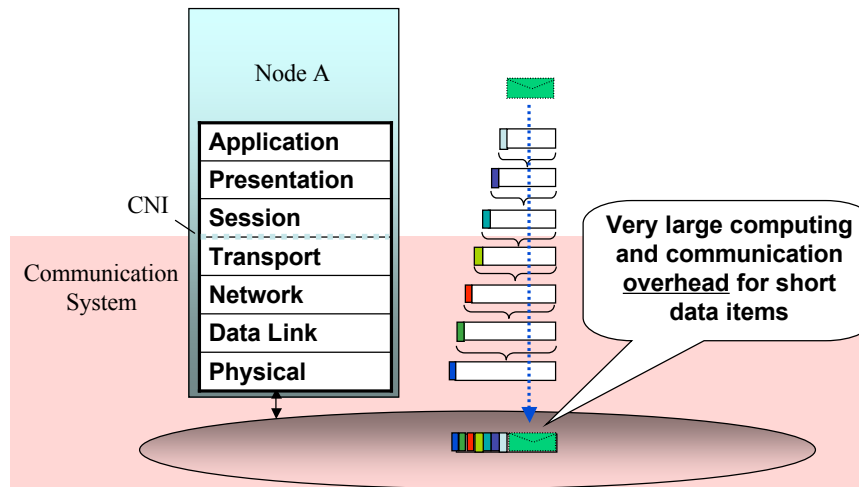 Node A
Application
Presentation
Session
Transport
Network
Data Link
Physical
CNI
Communication
System
Very large computing
and communication
overhead for short
data items